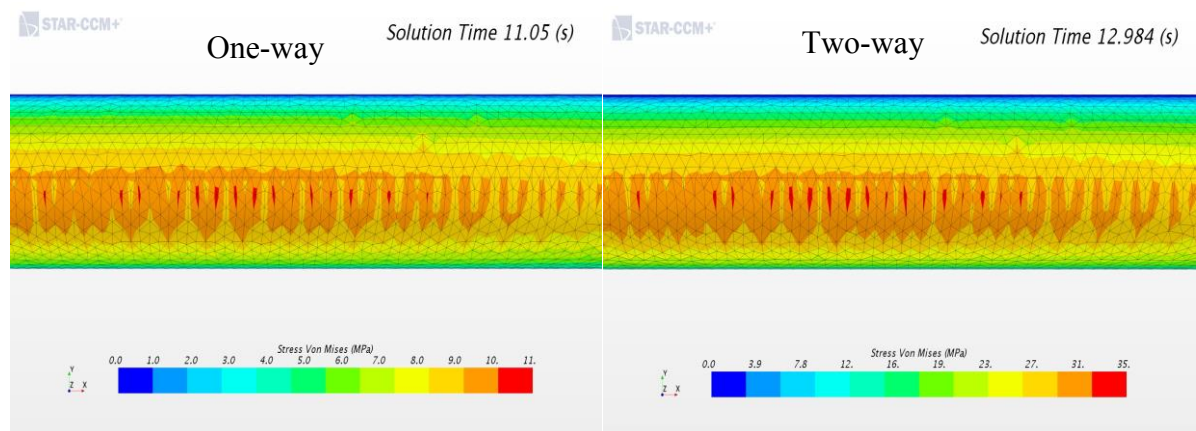 STAR-CCM+
One-way
Solution Time 11.05 (s)
Stress Von Mises (MPa)
0.0 1.0 2.0 3.0 4.0 5.0 6.0 7.0 8.0 9.0 10. 11.
Y
Z X
STAR-CCM+
Two-way
Solution Time 12.984 (s)
Stress Von Mises (MPa)
0.0 3.9 7.8 12. 16. 19. 23. 27. 31. 35.
Y
Z X